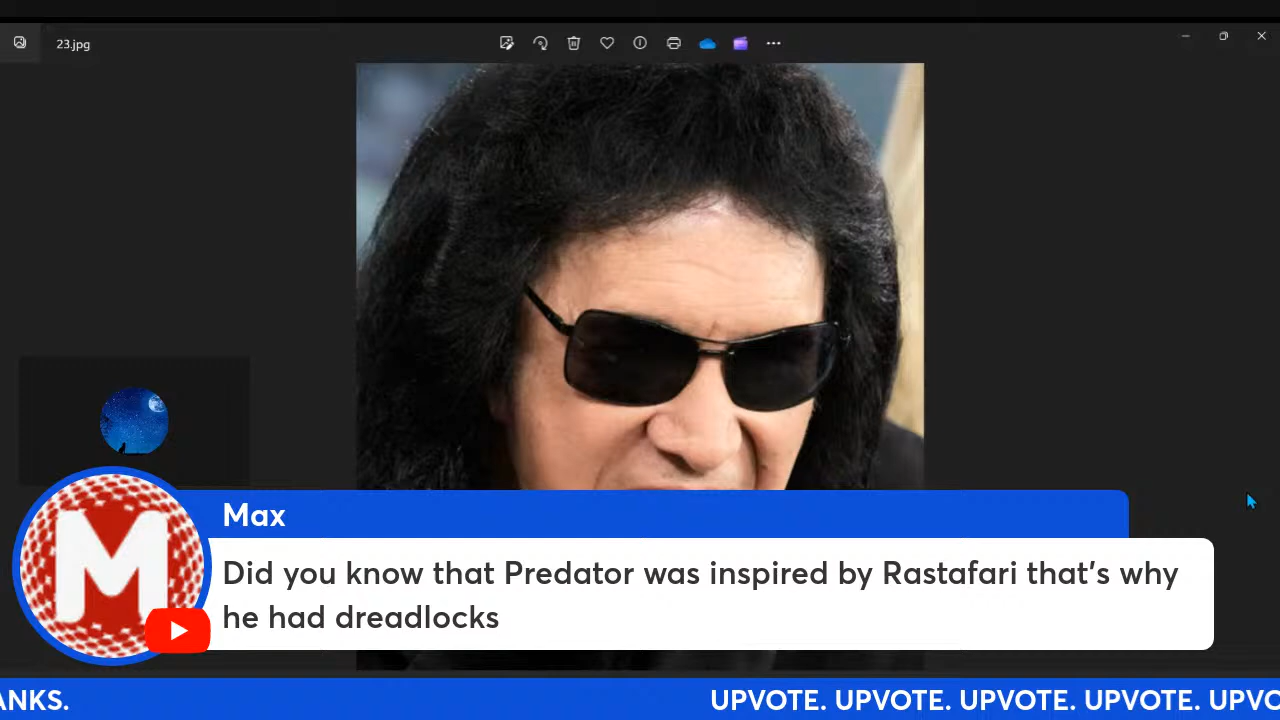 23.jpg
M
Max
Did you know that Predator was inspired by Rastafari that's why
he had dreadlocks
ANKS.
UPVOTE. UPVOTE. UPVOTE. UPVOTE. UPVO